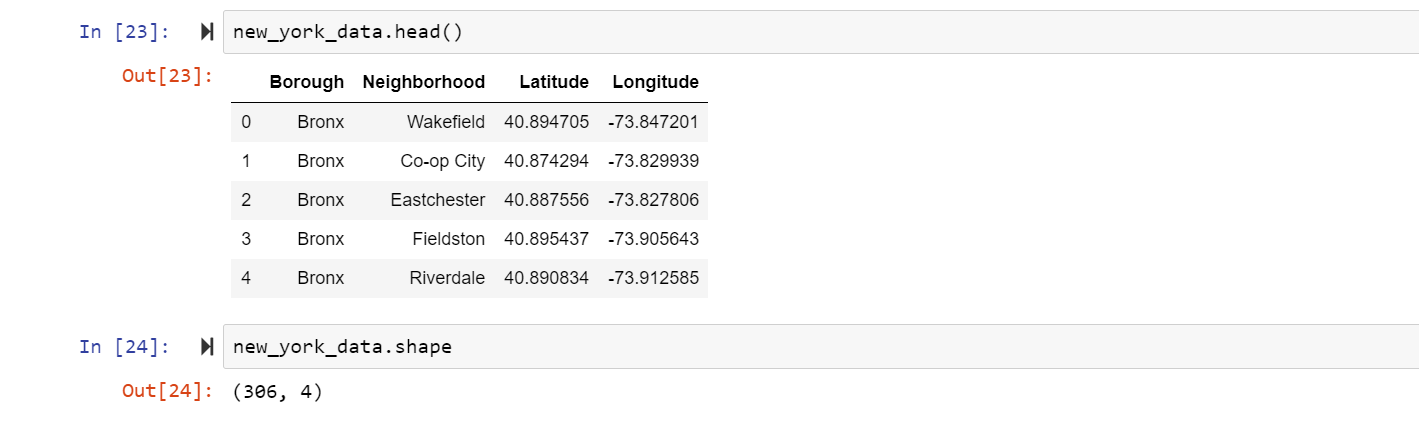 In [23]: new_york_data.head()
Out[23]:
Borough Neighborhood Latitude Longitude
0 Bronx Wakefield 40.894705 -73.847201
1 Bronx Co-op City 40.874294 -73.829939
2 Bronx Eastchester 40.887556 -73.827806
3 Bronx Fieldston 40.895437 -73.905643
4 Bronx Riverdale 40.890834 -73.912585
In [24]: new_york_data.shape
Out[24]: (306, 4)